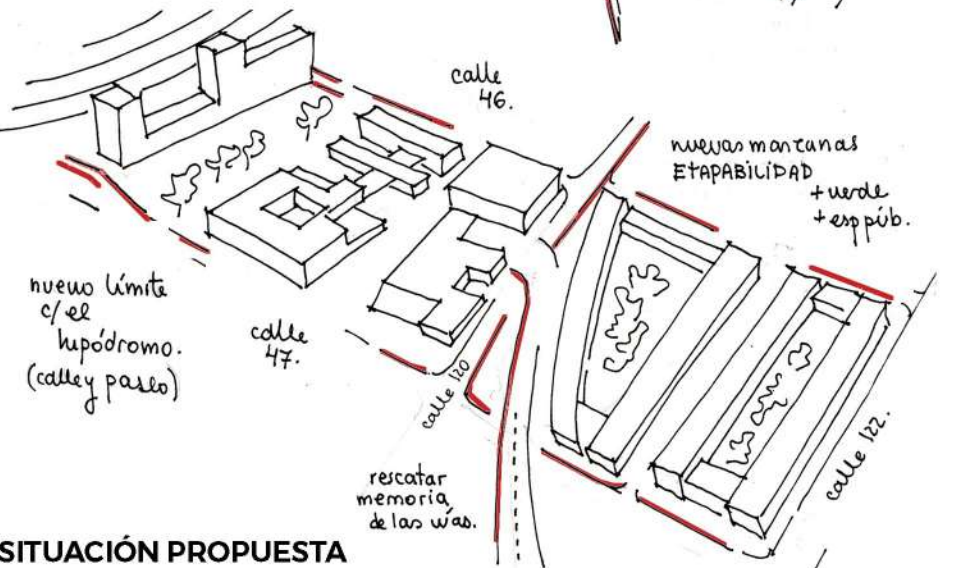 calle
46.
nuevas manzanas
ETAPABILIDAD
+ verde
+ esp púb.
nuevo límite
c/el
hipódromo.
(calle y paseo)
calle
47.
calle 120
calle 122.
rescatar
memoria
de las vías.
SITUACIÓN PROPUESTA